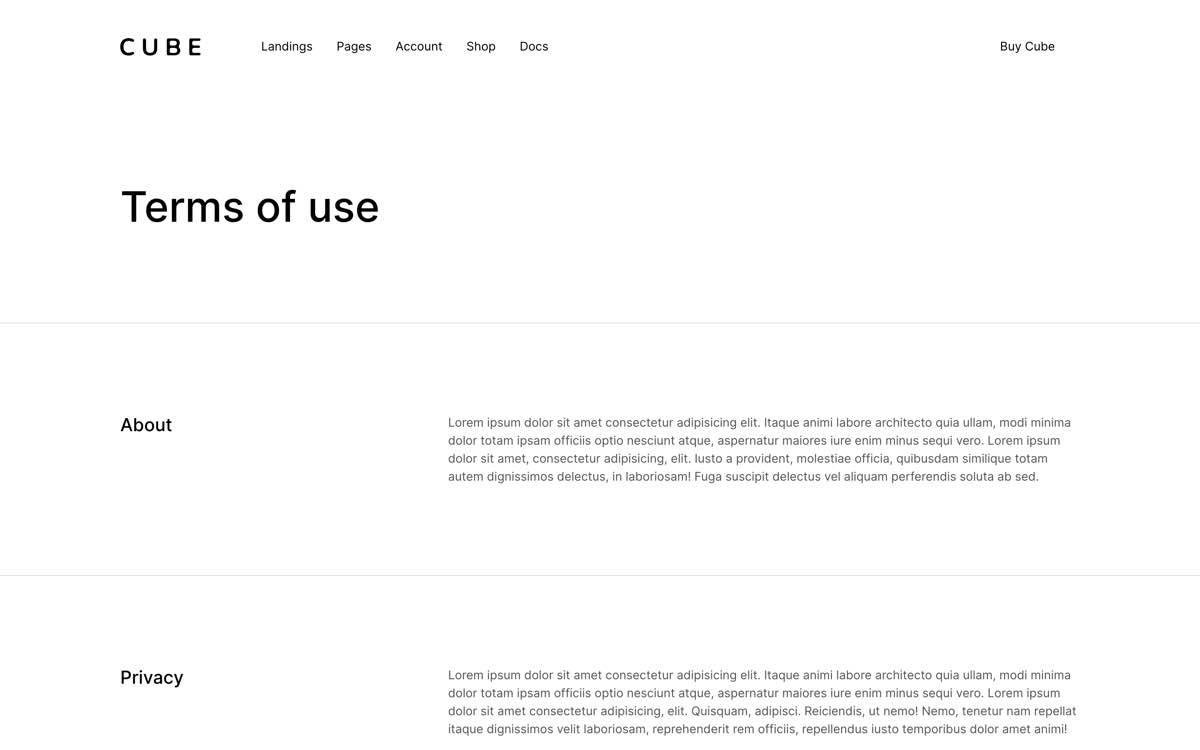 CUBE Landings Pages Account Shop Docs Buy Cube
Terms of use
About
Lorem ipsum dolor sit amet consectetur adipisicing elit. Itaque animi labore architecto quia ullam, modi minima
dolor totam ipsam officiis optio nesciunt atque, aspernatur maiores iure enim minus sequi vero. Lorem ipsum
dolor sit amet, consectetur adipisicing, elit. Iusto a provident, molestiae officia, quibusdam similique totam
autem dignissimos delectus, in laboriosam! Fuga suscipit delectus vel aliquam perferendis soluta ab sed.
Privacy
Lorem ipsum dolor sit amet consectetur adipisicing elit. Itaque animi labore architecto quia ullam, modi minima
dolor totam ipsam officiis optio nesciunt atque, aspernatur maiores iure enim minus sequi vero. Lorem ipsum
dolor sit amet consectetur adipisicing, elit. Quisquam, adipisci. Reiciendis, ut nemo! Nemo, tenetur nam repellat
itaque dignissimos velit laboriosam, reprehenderit rem officiis, repellendus iusto temporibus dolor amet animi!